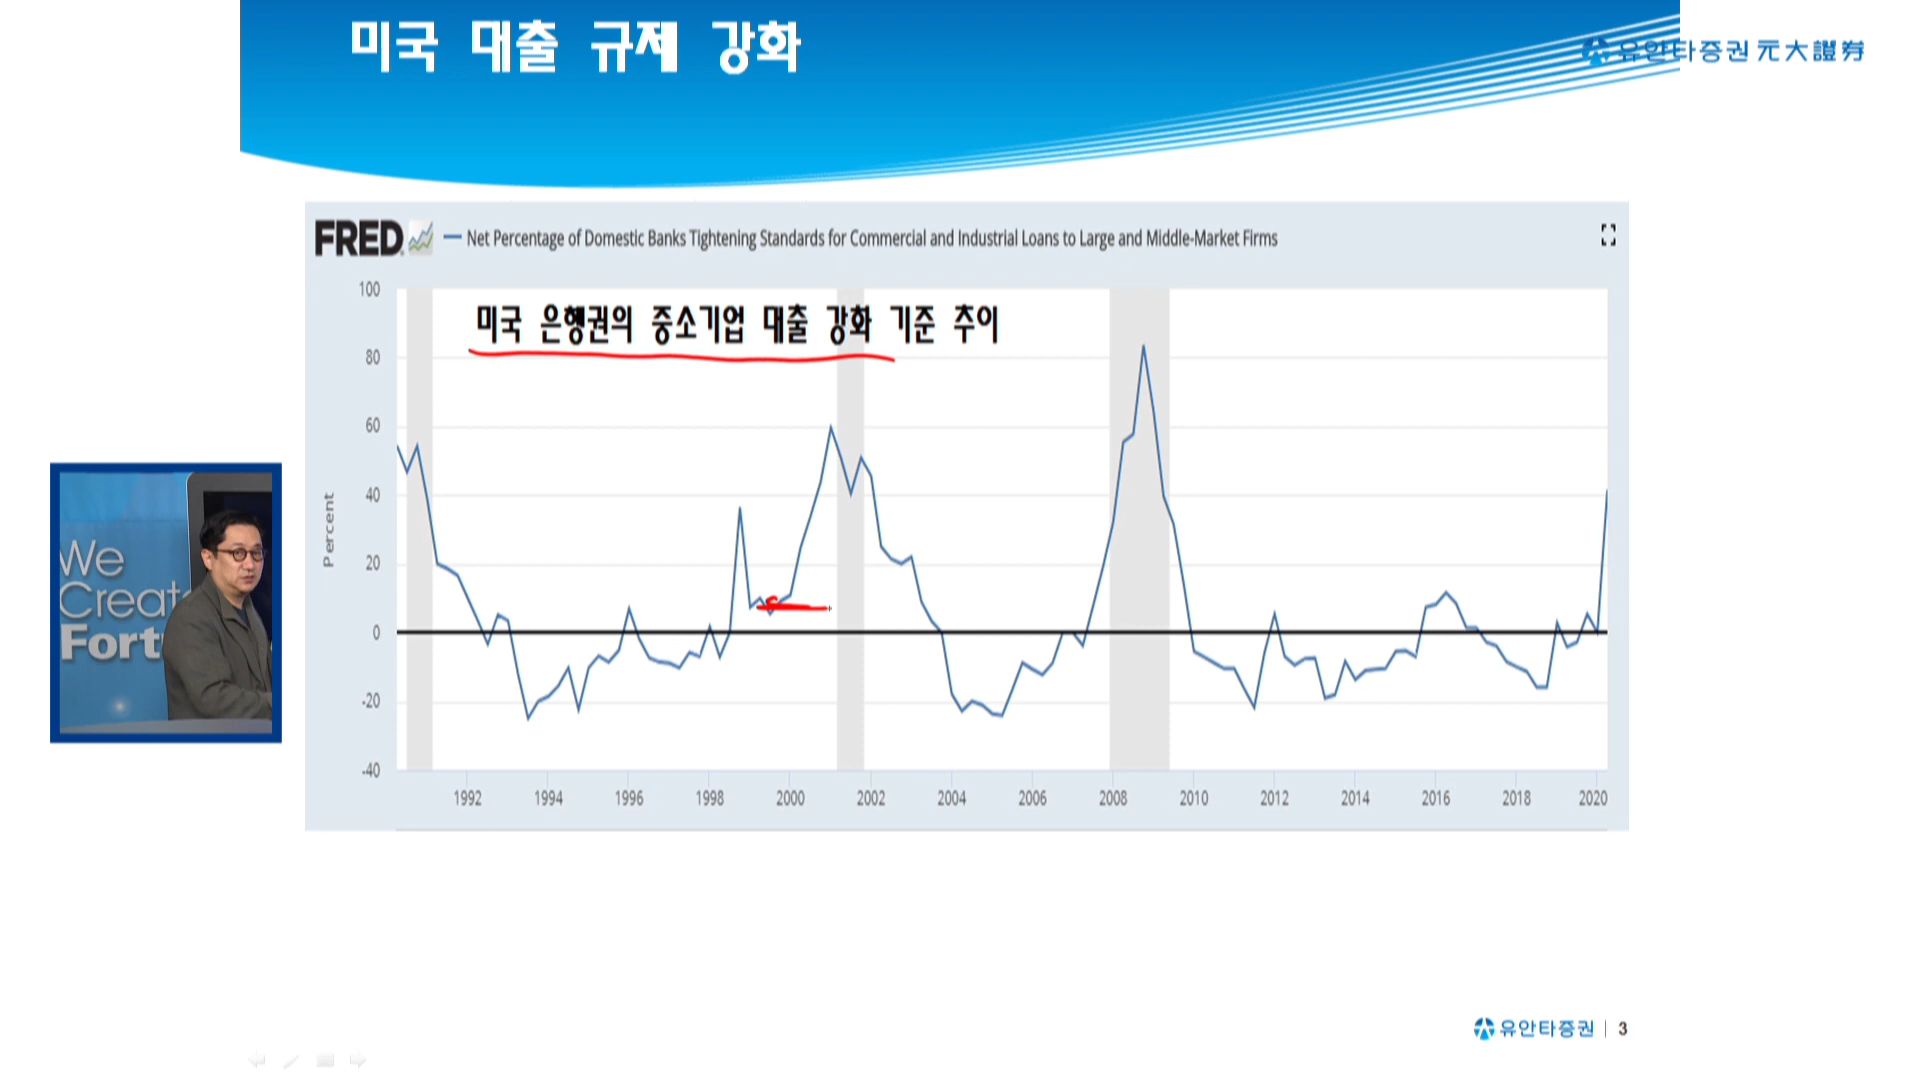 미국 대출 규제 강화
유안타증권 元大證券
FRED
Net Percentage of Domestic Banks Tightening Standards for Commercial and Industrial Loans to Large and Middle-Market Firms
미국 은행권의 중소기업 대출 강화 기준 추이
Percent
100
80
60
40
20
0
-20
-40
1992 1994 1996 1998 2000 2002 2004 2006 2008 2010 2012 2014 2016 2018 2020
We
Creat
Fort
유안타증권 | 3